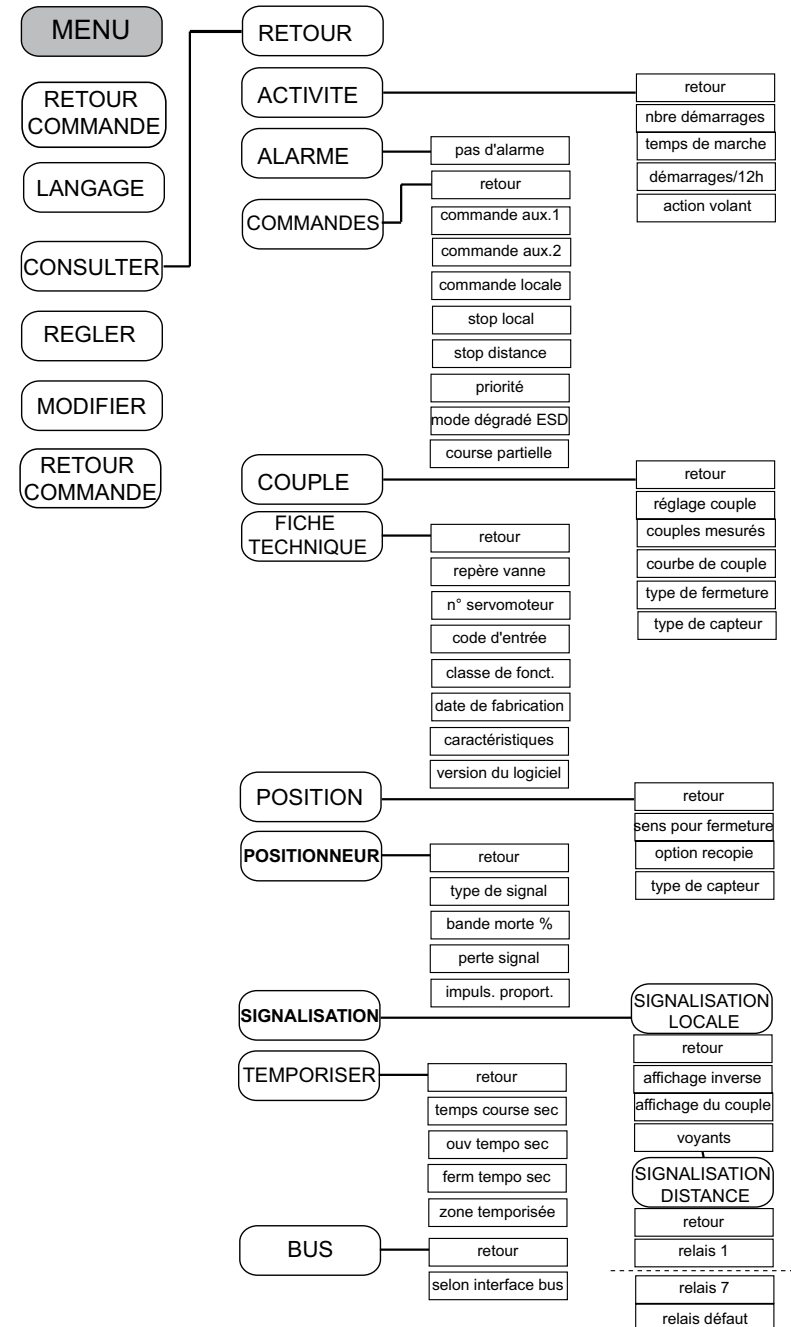 MENU
RETOUR
COMMANDE
LANGAGE
CONSULTER
REGLER
MODIFIER
RETOUR
COMMANDE
RETOUR
ACTIVITE
retour
nbre démarrages
temps de marche
démarrages/12h
action volant
ALARME
pas d'alarme
COMMANDES
retour
commande aux.1
commande aux.2
commande locale
stop local
stop distance
priorité
mode dégradé ESD
course partielle
COUPLE
retour
réglage couple
couples mesurés
courbe de couple
type de fermeture
type de capteur
FICHE
TECHNIQUE
retour
repère vanne
n° servomoteur
code d'entrée
classe de fonct.
date de fabrication
caractéristiques
version du logiciel
POSITION
retour
sens pour fermeture
option recopie
type de capteur
POSITIONNEUR
retour
type de signal
bande morte %
perte signal
impuls. proport.
SIGNALISATION
SIGNALISATION
LOCALE
retour
affichage inverse
affichage du couple
voyants
SIGNALISATION
DISTANCE
retour
relais 1
relais 7
relais défaut
TEMPORISER
retour
temps course sec
ouv tempo sec
ferm tempo sec
zone temporisée
BUS
retour
selon interface bus